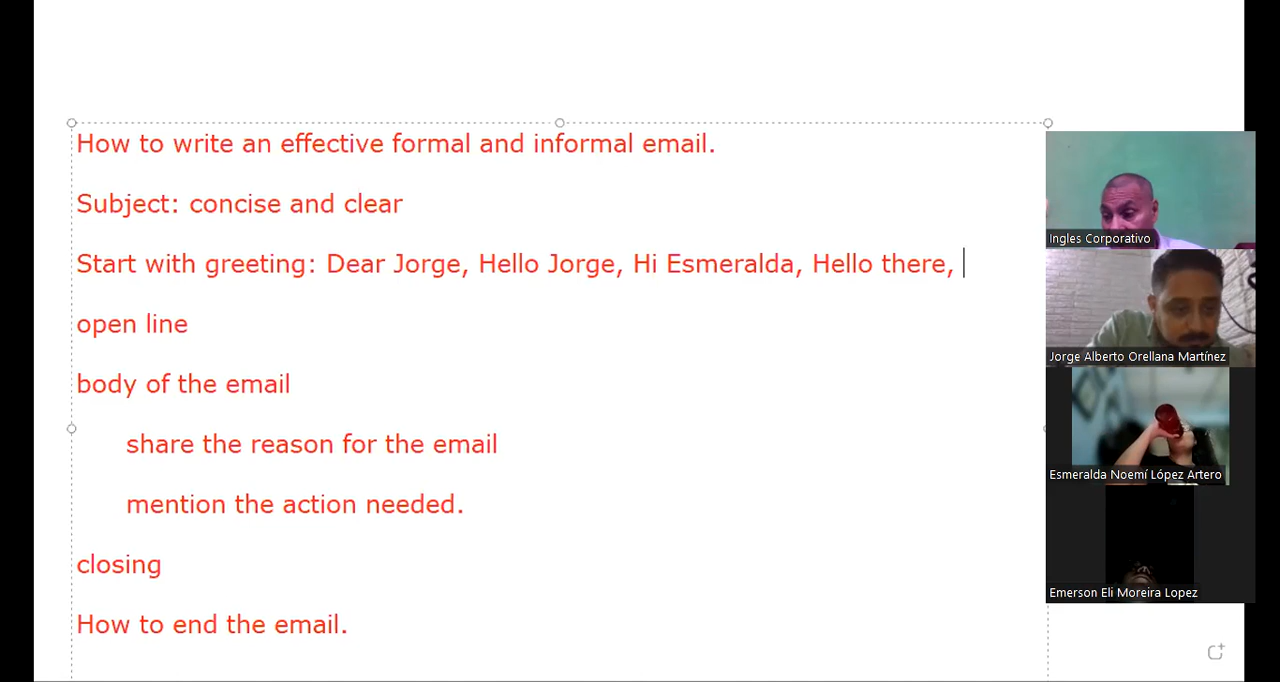 How to write an effective formal and informal email.
Subject: concise and clear
Start with greeting: Dear Jorge, Hello Jorge, Hi Esmeralda, Hello there,
open line
body of the email
share the reason for the email
mention the action needed.
closing
How to end the email.
Ingles Corporativo
Jorge Alberto Orellana Martínez
Esmeralda Noemí López Artero
Emerson Eli Moreira Lopez